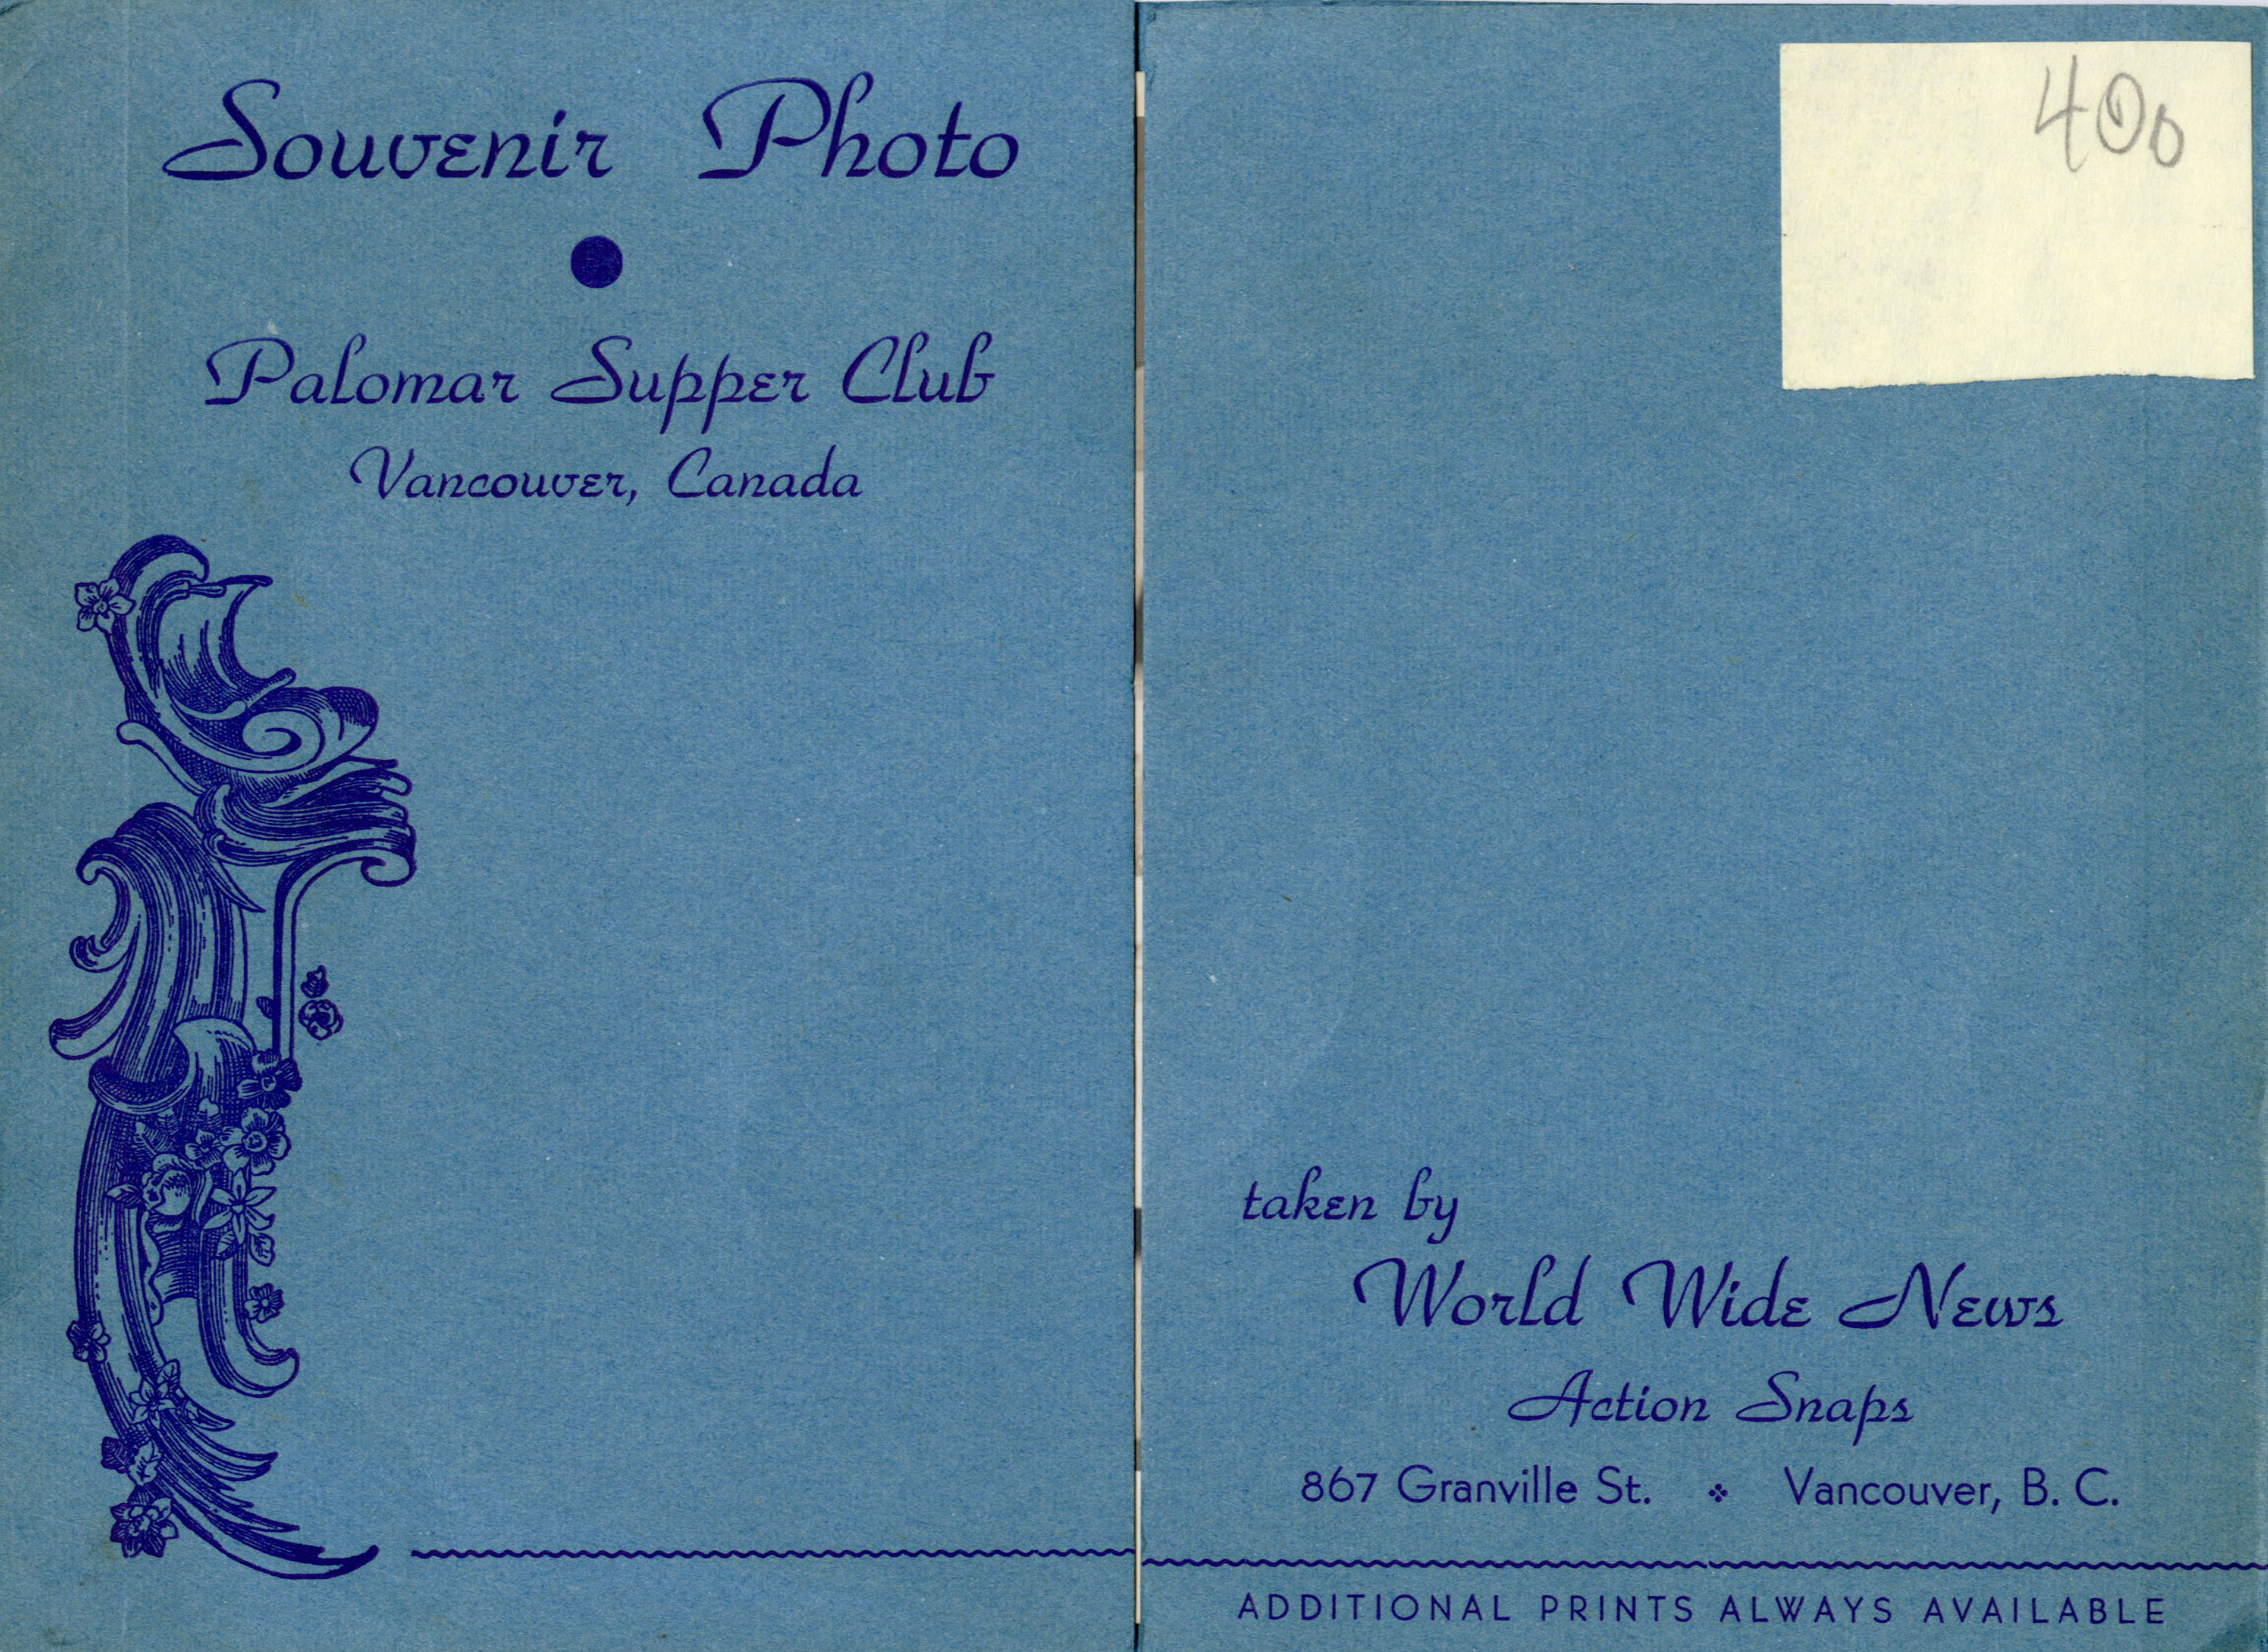 Souvenir Photo
Palomar Supper Club
Vancouver, Canada
400
taken by
World Wide News
Action Snaps
867 Granville St. Vancouver, B. C.
ADDITIONAL PRINTS ALWAYS AVAILABLE